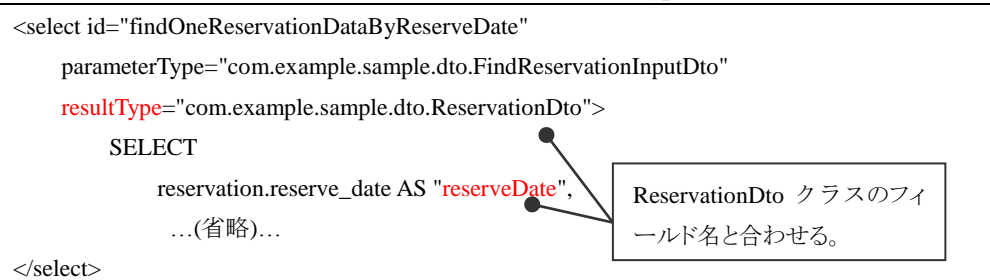 <select id="findOneReservationDataByReserveDate"
parameterType="com.example.sample.dto.FindReservationInputDto"
resultType="com.example.sample.dto.ReservationDto">
SELECT
reservation.reserve_date AS "reserveDate",
…(省略)…
</select>
ReservationDto クラスのフィ
ールド名と合わせる。